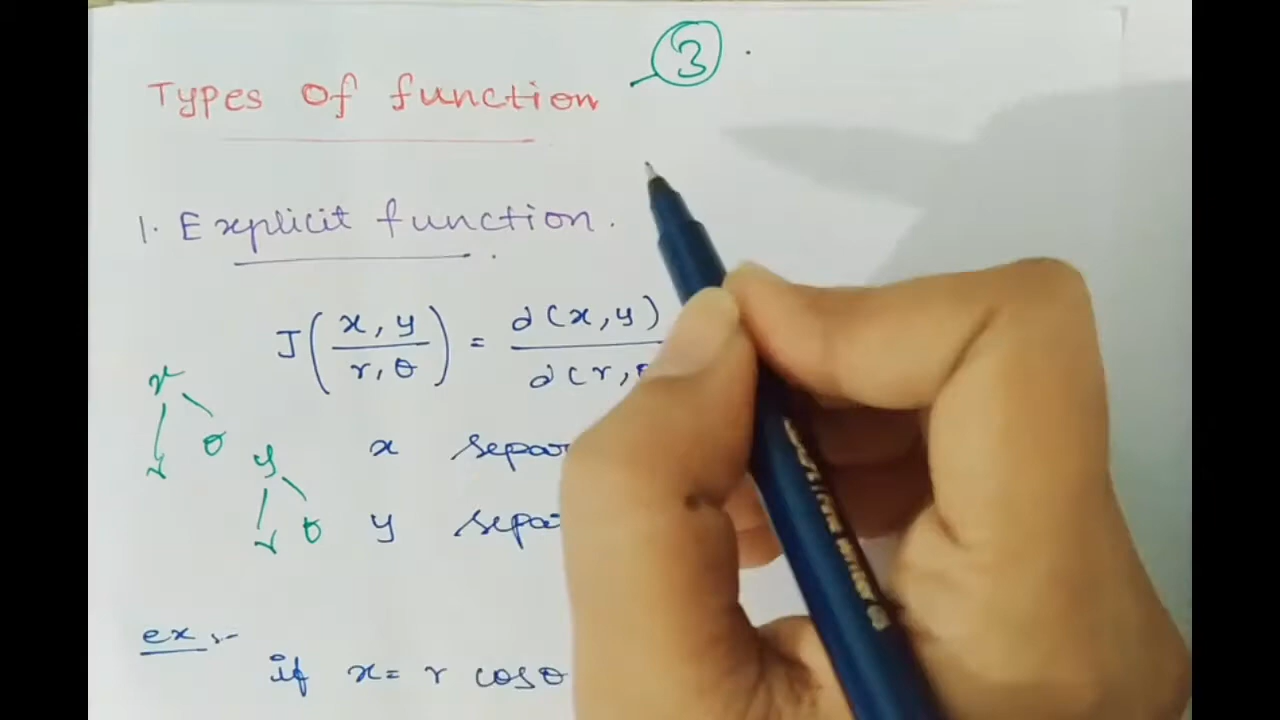 Types of function 3
1. Explicit function.
J(x, y / r, θ) = ∂(x, y) / ∂(r,
x
r θ
x
y
r θ
y
ex :-
if x = r cosθ